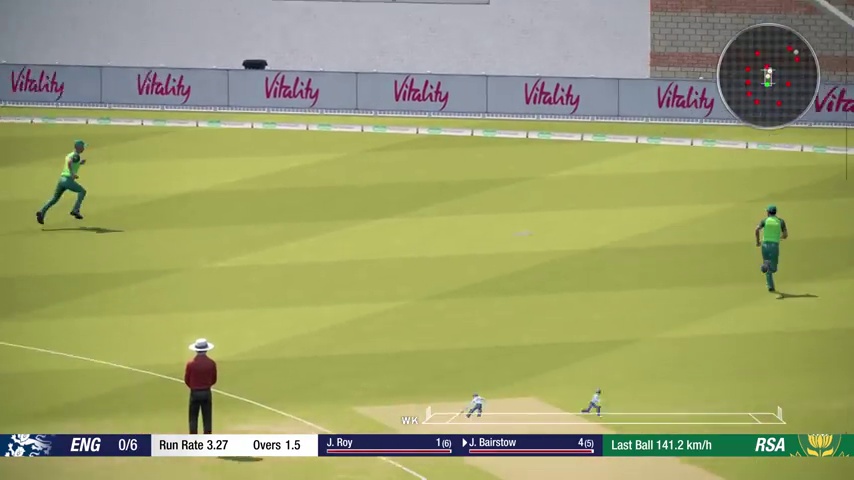 Vitality Vitality Vitality Vitality Vitality Vitality Vitality
WK
ENG 0/6 Run Rate 3.27 Overs 1.5 J. Roy 1(6) J. Bairstow 4(5) Last Ball 141.2 km/h RSA